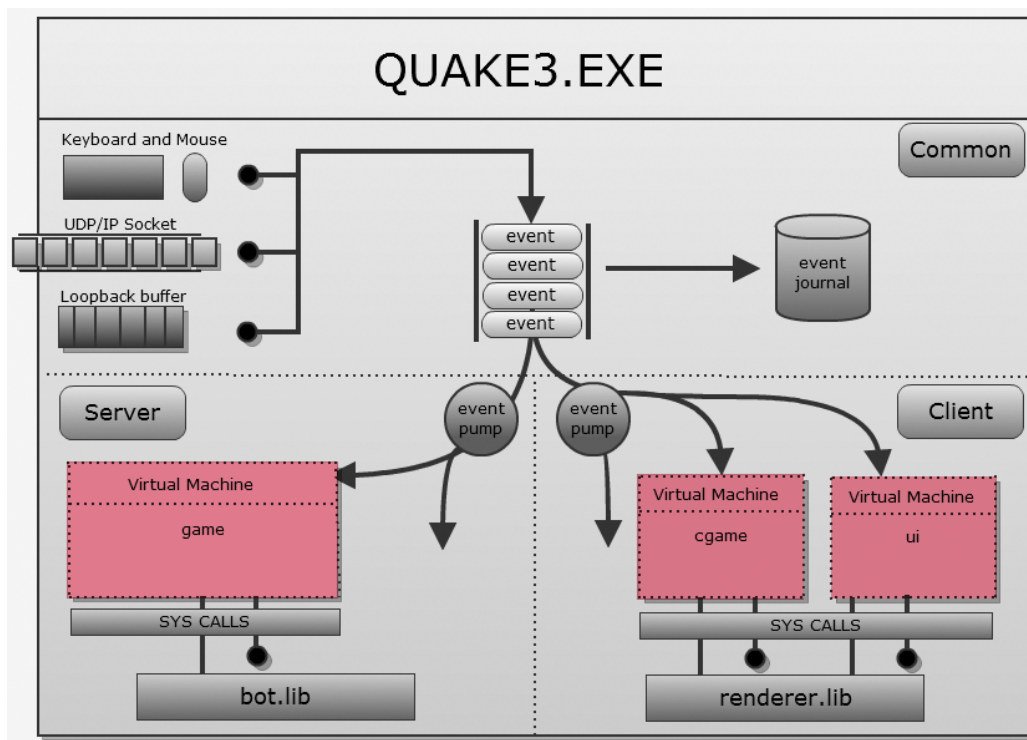 QUAKE3.EXE
Keyboard and Mouse
Common
UDP/IP Socket
Loopback buffer
event
event
event
event
event
journal
Server
event
pump
event
pump
Client
Virtual Machine
game
Virtual Machine
cgame
Virtual Machine
ui
SYS CALLS
SYS CALLS
bot.lib
renderer.lib